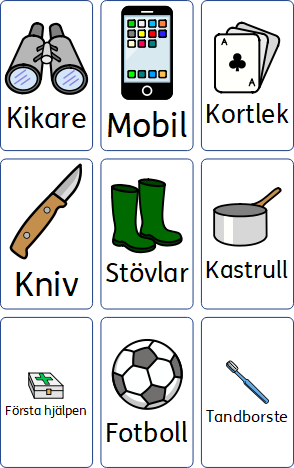 Kikare
Mobil
A
A
Kortlek
Kniv
Stövlar
Kastrull
Första hjälpen
Fotboll
Tandborste